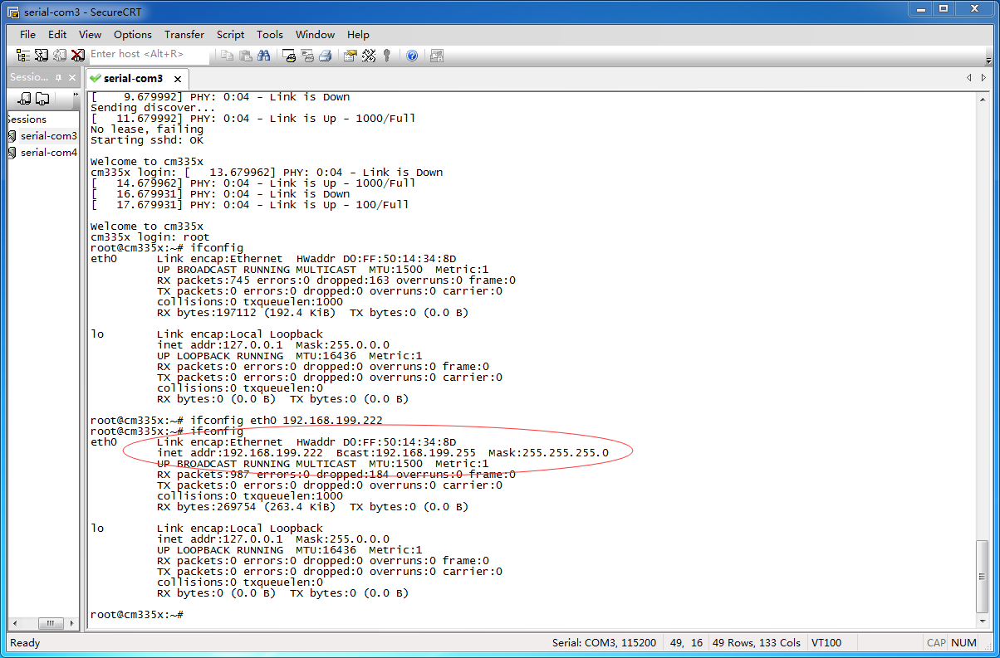 serial-com3 - SecureCRT
File Edit View Options Transfer Script Tools Window Help
Enter host <Alt+R>
Sessio...
serial-com3
Sessions
serial-com3
serial-com4
[    9.679992] PHY: 0:04 - Link is Down
Sending discover...
[   11.679992] PHY: 0:04 - Link is Up - 1000/Full
No lease, failing
Starting sshd: OK
Welcome to cm335x
cm335x login: [   13.679962] PHY: 0:04 - Link is Down
[   14.679962] PHY: 0:04 - Link is Up - 1000/Full
[   16.679931] PHY: 0:04 - Link is Down
[   17.679931] PHY: 0:04 - Link is Up - 100/Full
Welcome to cm335x
cm335x login: root
root@cm335x:~# ifconfig
eth0      Link encap:Ethernet  HWaddr D0:FF:50:14:34:8D
UP BROADCAST RUNNING MULTICAST  MTU:1500  Metric:1
RX packets:745 errors:0 dropped:163 overruns:0 frame:0
TX packets:0 errors:0 dropped:0 overruns:0 carrier:0
collisions:0 txqueuelen:1000
RX bytes:197112 (192.4 KiB)  TX bytes:0 (0.0 B)
lo        Link encap:Local Loopback
inet addr:127.0.0.1  Mask:255.0.0.0
UP LOOPBACK RUNNING  MTU:16436  Metric:1
RX packets:0 errors:0 dropped:0 overruns:0 frame:0
TX packets:0 errors:0 dropped:0 overruns:0 carrier:0
collisions:0 txqueuelen:0
RX bytes:0 (0.0 B)  TX bytes:0 (0.0 B)
root@cm335x:~# ifconfig eth0 192.168.199.222
root@cm335x:~# ifconfig
eth0      Link encap:Ethernet  HWaddr D0:FF:50:14:34:8D
inet addr:192.168.199.222  Bcast:192.168.199.255  Mask:255.255.255.0
UP BROADCAST RUNNING MULTICAST  MTU:1500  Metric:1
RX packets:987 errors:0 dropped:184 overruns:0 frame:0
TX packets:0 errors:0 dropped:0 overruns:0 carrier:0
collisions:0 txqueuelen:1000
RX bytes:269754 (263.4 KiB)  TX bytes:0 (0.0 B)
lo        Link encap:Local Loopback
inet addr:127.0.0.1  Mask:255.0.0.0
UP LOOPBACK RUNNING  MTU:16436  Metric:1
RX packets:0 errors:0 dropped:0 overruns:0 frame:0
TX packets:0 errors:0 dropped:0 overruns:0 carrier:0
collisions:0 txqueuelen:0
RX bytes:0 (0.0 B)  TX bytes:0 (0.0 B)
root@cm335x:~#
Ready Serial: COM3, 115200 49, 16 49 Rows, 133 Cols VT100 CAP NUM